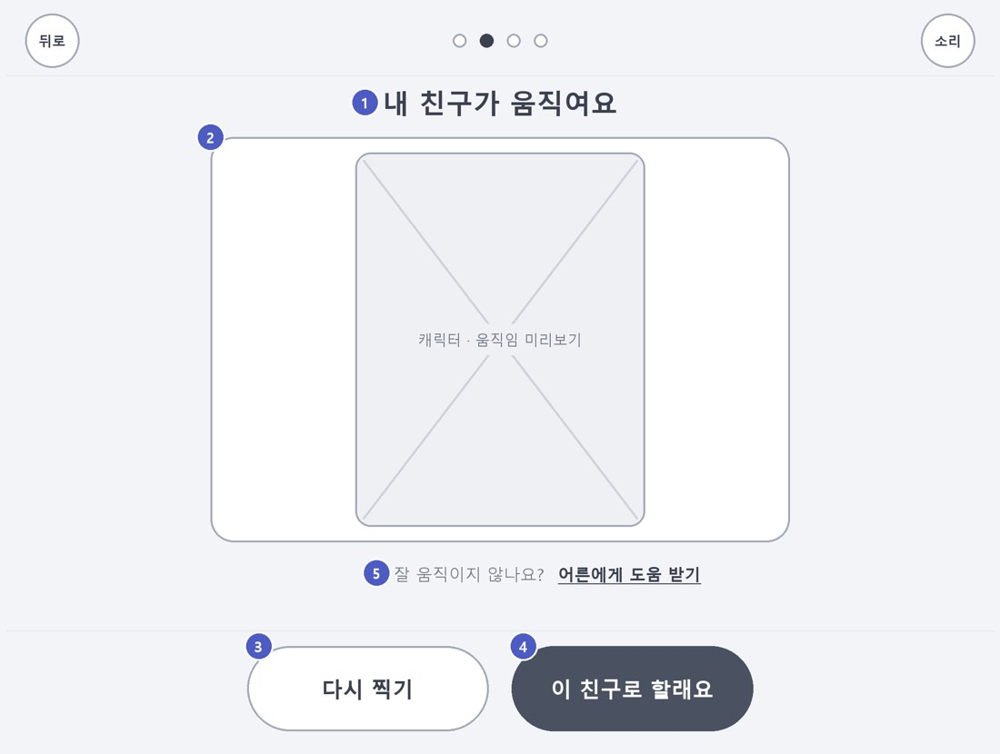 뒤로
소리
1 내 친구가 움직여요
2
캐릭터 · 움직임 미리보기
5 잘 움직이지 않나요? 어른에게 도움 받기
3 다시 찍기
4 이 친구로 할래요